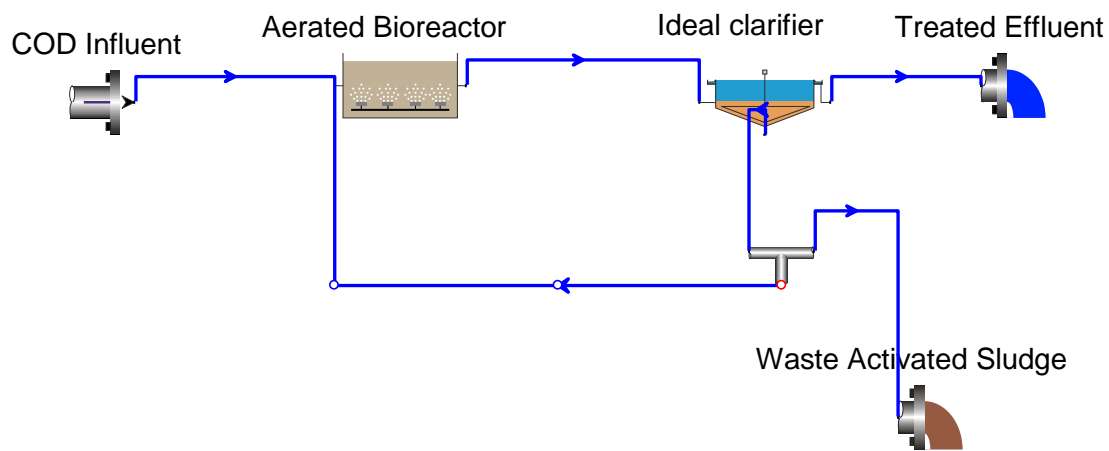 COD Influent
Aerated Bioreactor
Ideal clarifier
Treated Effluent
Waste Activated Sludge